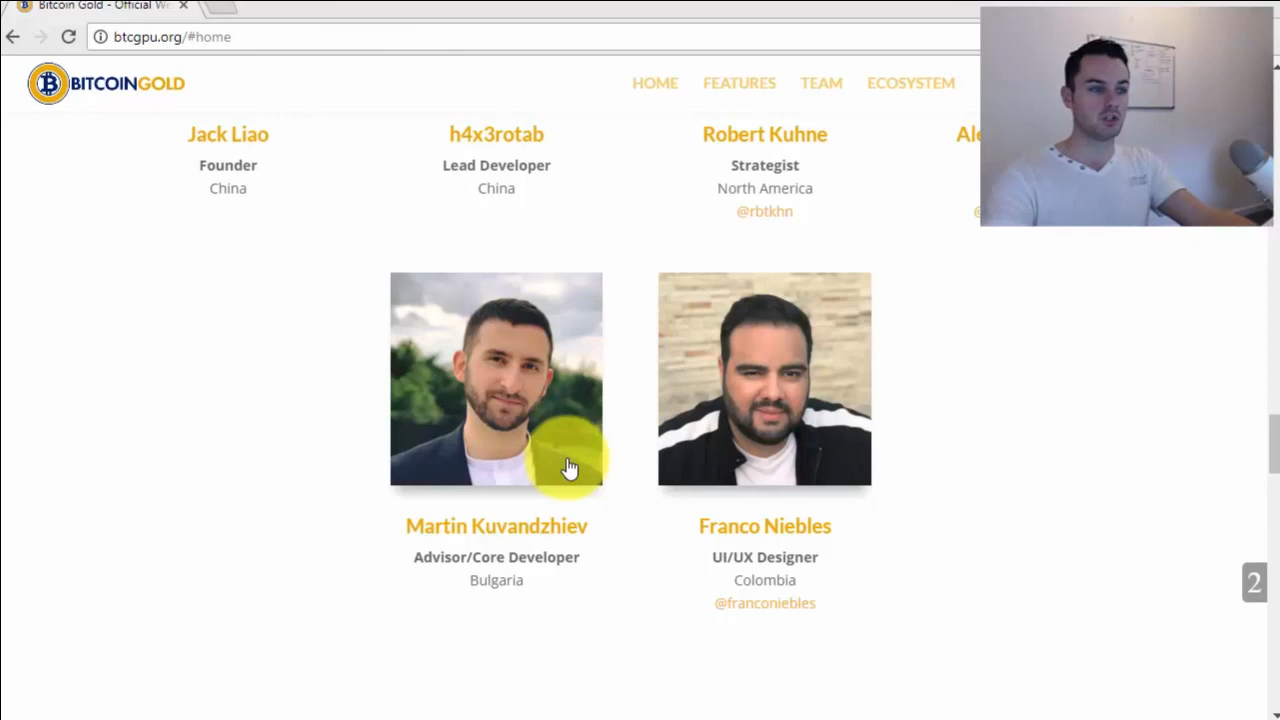 Bitcoin Gold - Official We
btcgpu.org/#home
BITCOINGOLD
HOME FEATURES TEAM ECOSYSTEM
Jack Liao h4x3rotab Robert Kuhne Ale
Founder Lead Developer Strategist
China China North America
@rbtkhn @
Martin Kuvandzhiev Franco Niebles
Advisor/Core Developer UI/UX Designer
Bulgaria Colombia
@franconiebles
2